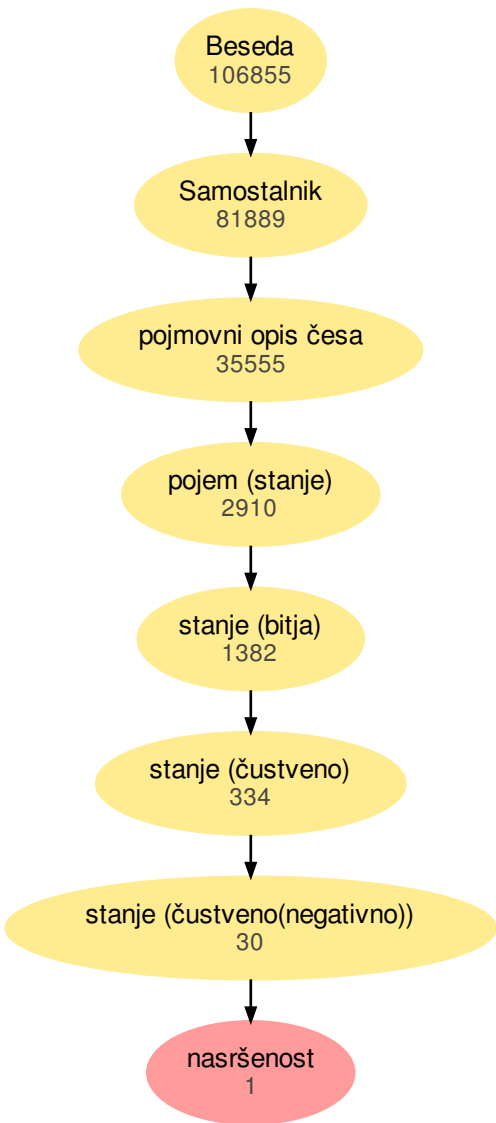 Beseda
106855
Samostalnik
81889
pojmovni opis česa
35555
pojem (stanje)
2910
stanje (bitja)
1382
stanje (čustveno)
334
stanje (čustveno(negativno))
30
nasršenost
1